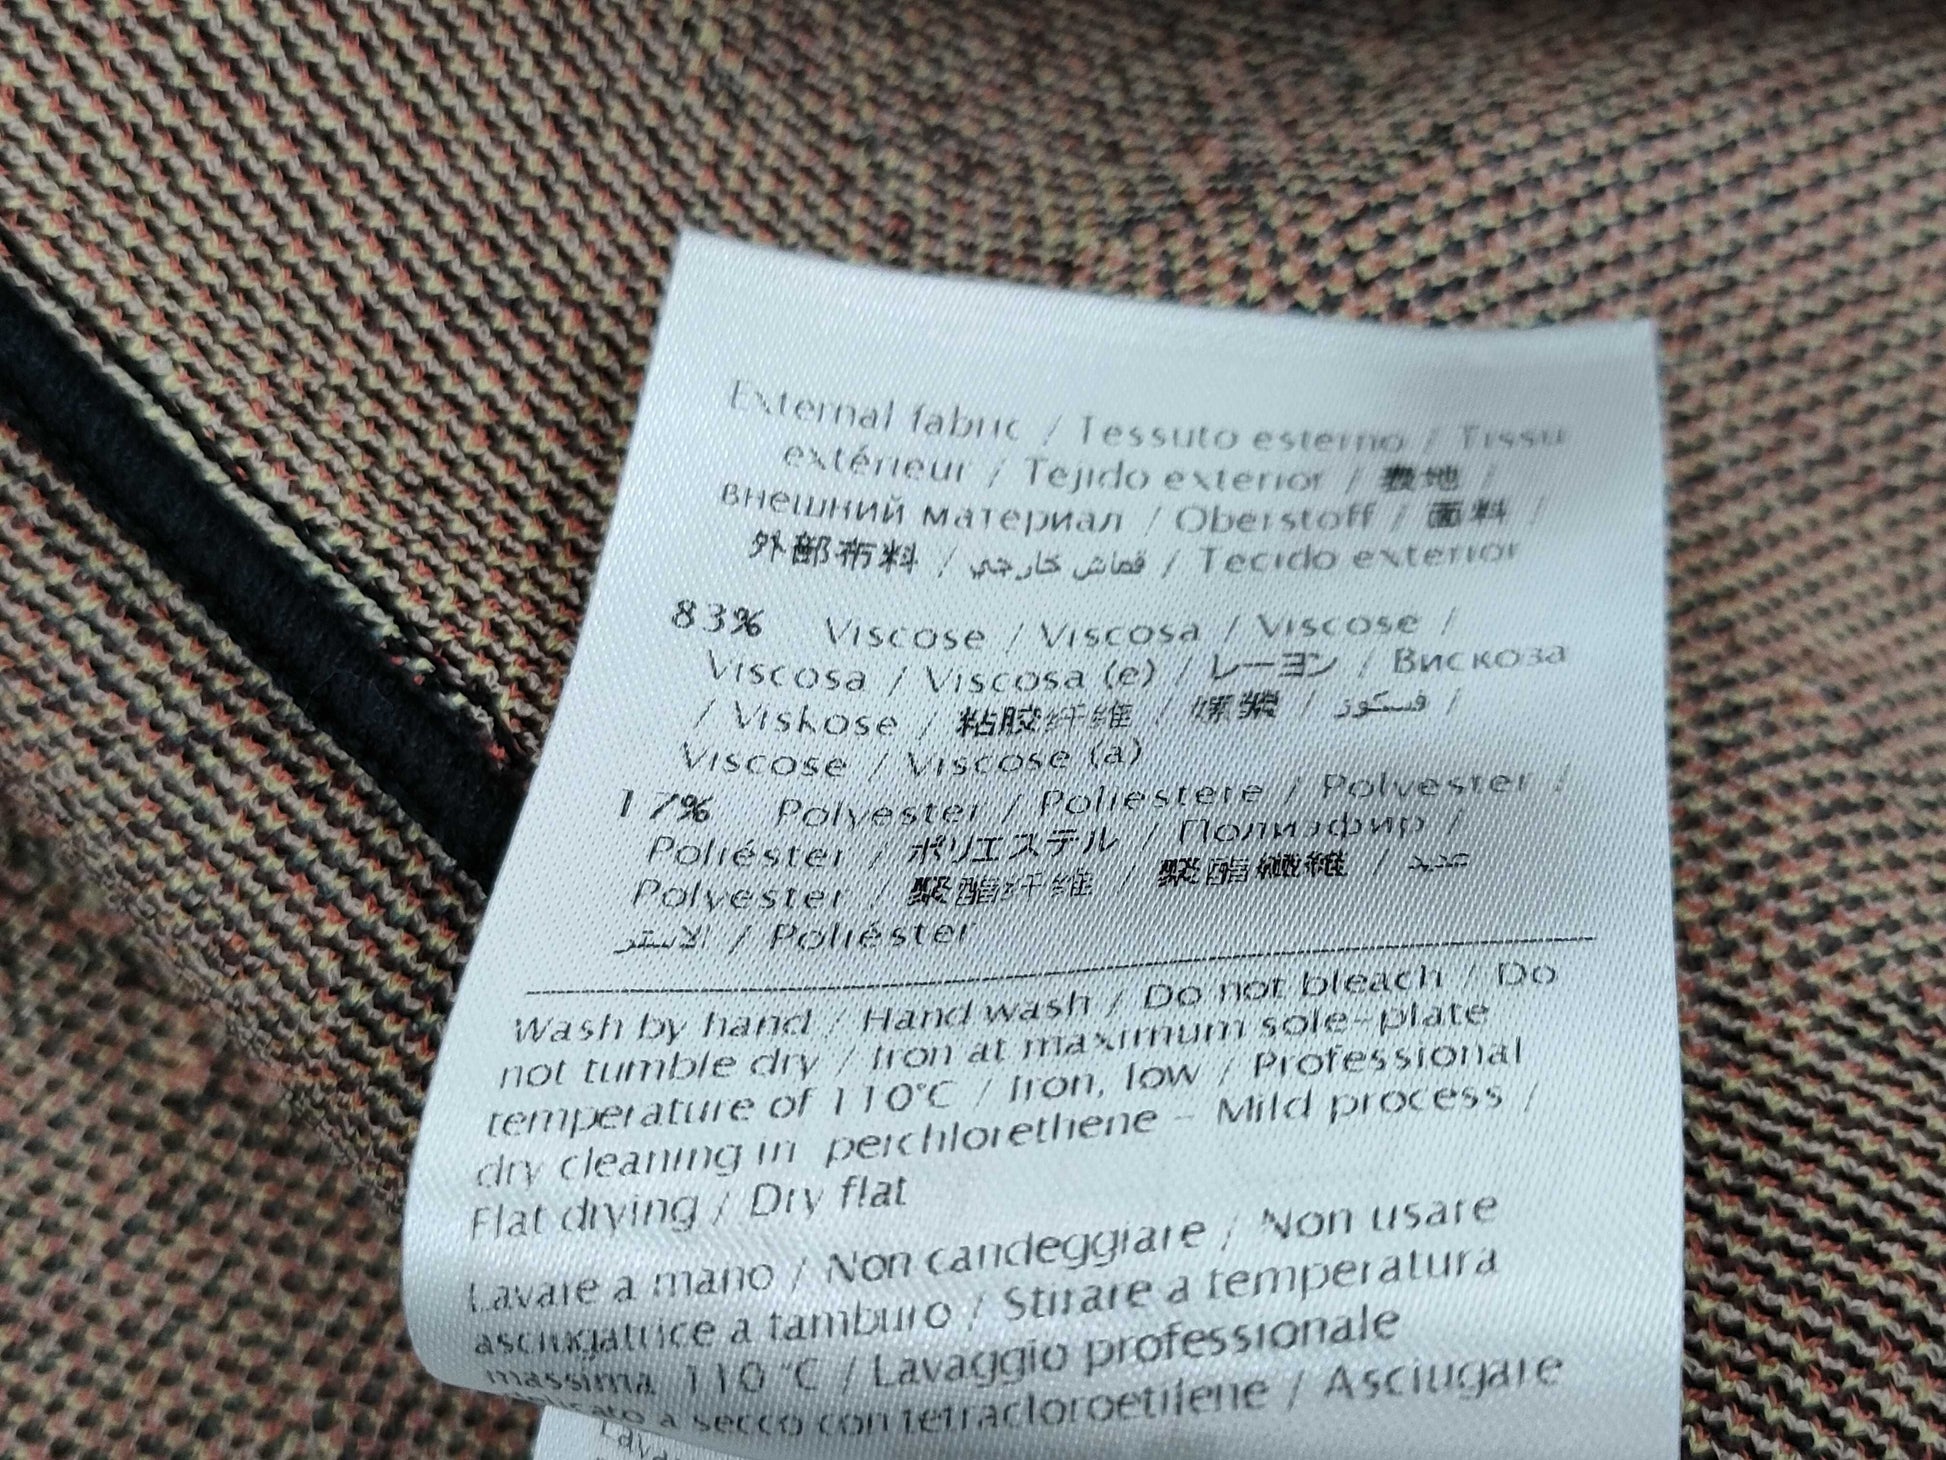 External fabric / Tessuto esterno / Tissu
extérieur / Tejido exterior / 表地 /
внешний материал / Oberstoff / 面料 /
外部布料 / قماش خارجي / Tecido exterior
83% Viscose / Viscosa / Viscose /
Viscosa / Viscosa (e) / レーヨン / Вискоза
/ Viskose / 粘胶纤维 / 嫘縈 / فسكوز /
Viscose / Viscose (a)
17% Polyester / Poliestere / Polyester /
Poliéster / ポリエステル / Полиэфир /
Polyester / 聚酯纤维 / 聚酯纖維 / عديد
الاستر / Poliéster
Wash by hand / Hand wash / Do not bleach / Do
not tumble dry / Iron at maximum sole-plate
temperature of 110°C / Iron, low / Professional
dry cleaning in perchlorethene - Mild process /
Flat drying / Dry flat
Lavare a mano / Non candeggiare / Non usare
asciugatrice a tamburo / Stirare a temperatura
massima 110 °C / Lavaggio professionale
a secco con tetracloroetilene / Asciugare